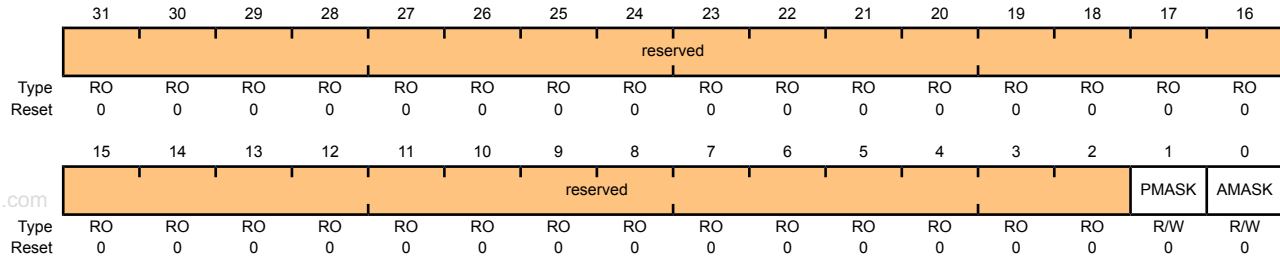 31 30 29 28 27 26 25 24 23 22 21 20 19 18 17 16
reserved
Type RO RO RO RO RO RO RO RO RO RO RO RO RO RO RO RO
Reset 0 0 0 0 0 0 0 0 0 0 0 0 0 0 0 0
15 14 13 12 11 10 9 8 7 6 5 4 3 2 1 0
reserved PMASK AMASK
.com
Type RO RO RO RO RO RO RO RO RO RO RO RO RO RO R/W R/W
Reset 0 0 0 0 0 0 0 0 0 0 0 0 0 0 0 0